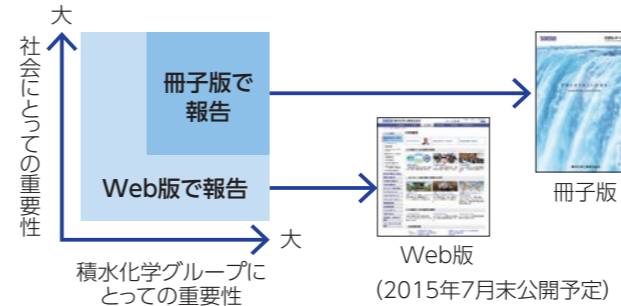 大
社会にとっての重要性
冊子版で
報告
Web版で報告
大
積水化学グループに
とっての重要性
冊子版
Web版
（2015年7月末公開予定）